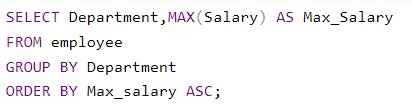 SELECT Department,MAX(Salary) AS Max_Salary
FROM employee
GROUP BY Department
ORDER BY Max_salary ASC;